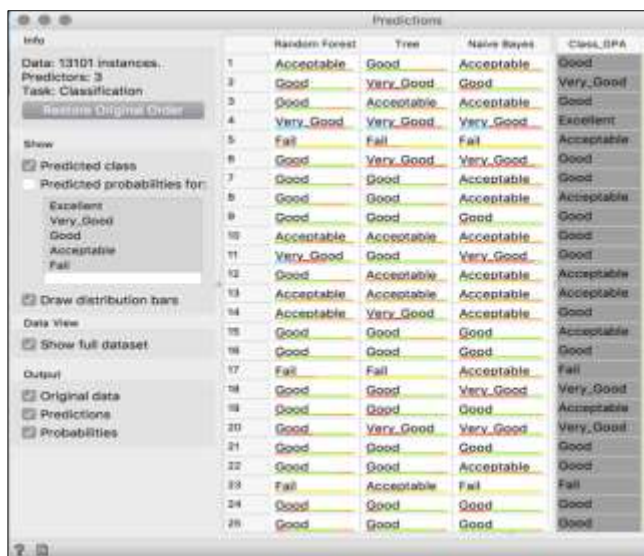 Predictions
Info
Data: 13101 instances.
Predictors: 3
Task: Classification
Restore Original Order
Show
Predicted class
Predicted probabilities for:
Excellent
Very_Good
Good
Acceptable
Fail
Draw distribution bars
Data View
Show full dataset
Output
Original data
Predictions
Probabilities
Random Forest Tree Naive Bayes Class_GPA
1 Acceptable Good Acceptable Good
2 Good Very_Good Good Very_Good
3 Good Acceptable Acceptable Good
4 Very_Good Very_Good Very_Good Excellent
5 Fail Fail Fail Acceptable
6 Good Very_Good Very_Good Good
7 Good Good Acceptable Good
8 Good Good Acceptable Acceptable
9 Good Good Good Good
10 Acceptable Acceptable Acceptable Good
11 Very_Good Good Very_Good Good
12 Good Acceptable Acceptable Acceptable
13 Acceptable Acceptable Acceptable Acceptable
14 Acceptable Very_Good Acceptable Good
15 Good Good Good Acceptable
16 Good Good Good Good
17 Fail Fail Acceptable Fail
18 Good Good Very_Good Very_Good
19 Good Good Good Acceptable
20 Good Very_Good Very_Good Very_Good
21 Good Good Good Good
22 Good Good Acceptable Good
23 Fail Acceptable Fail Fail
24 Good Good Good Good
25 Good Good Good Good
?